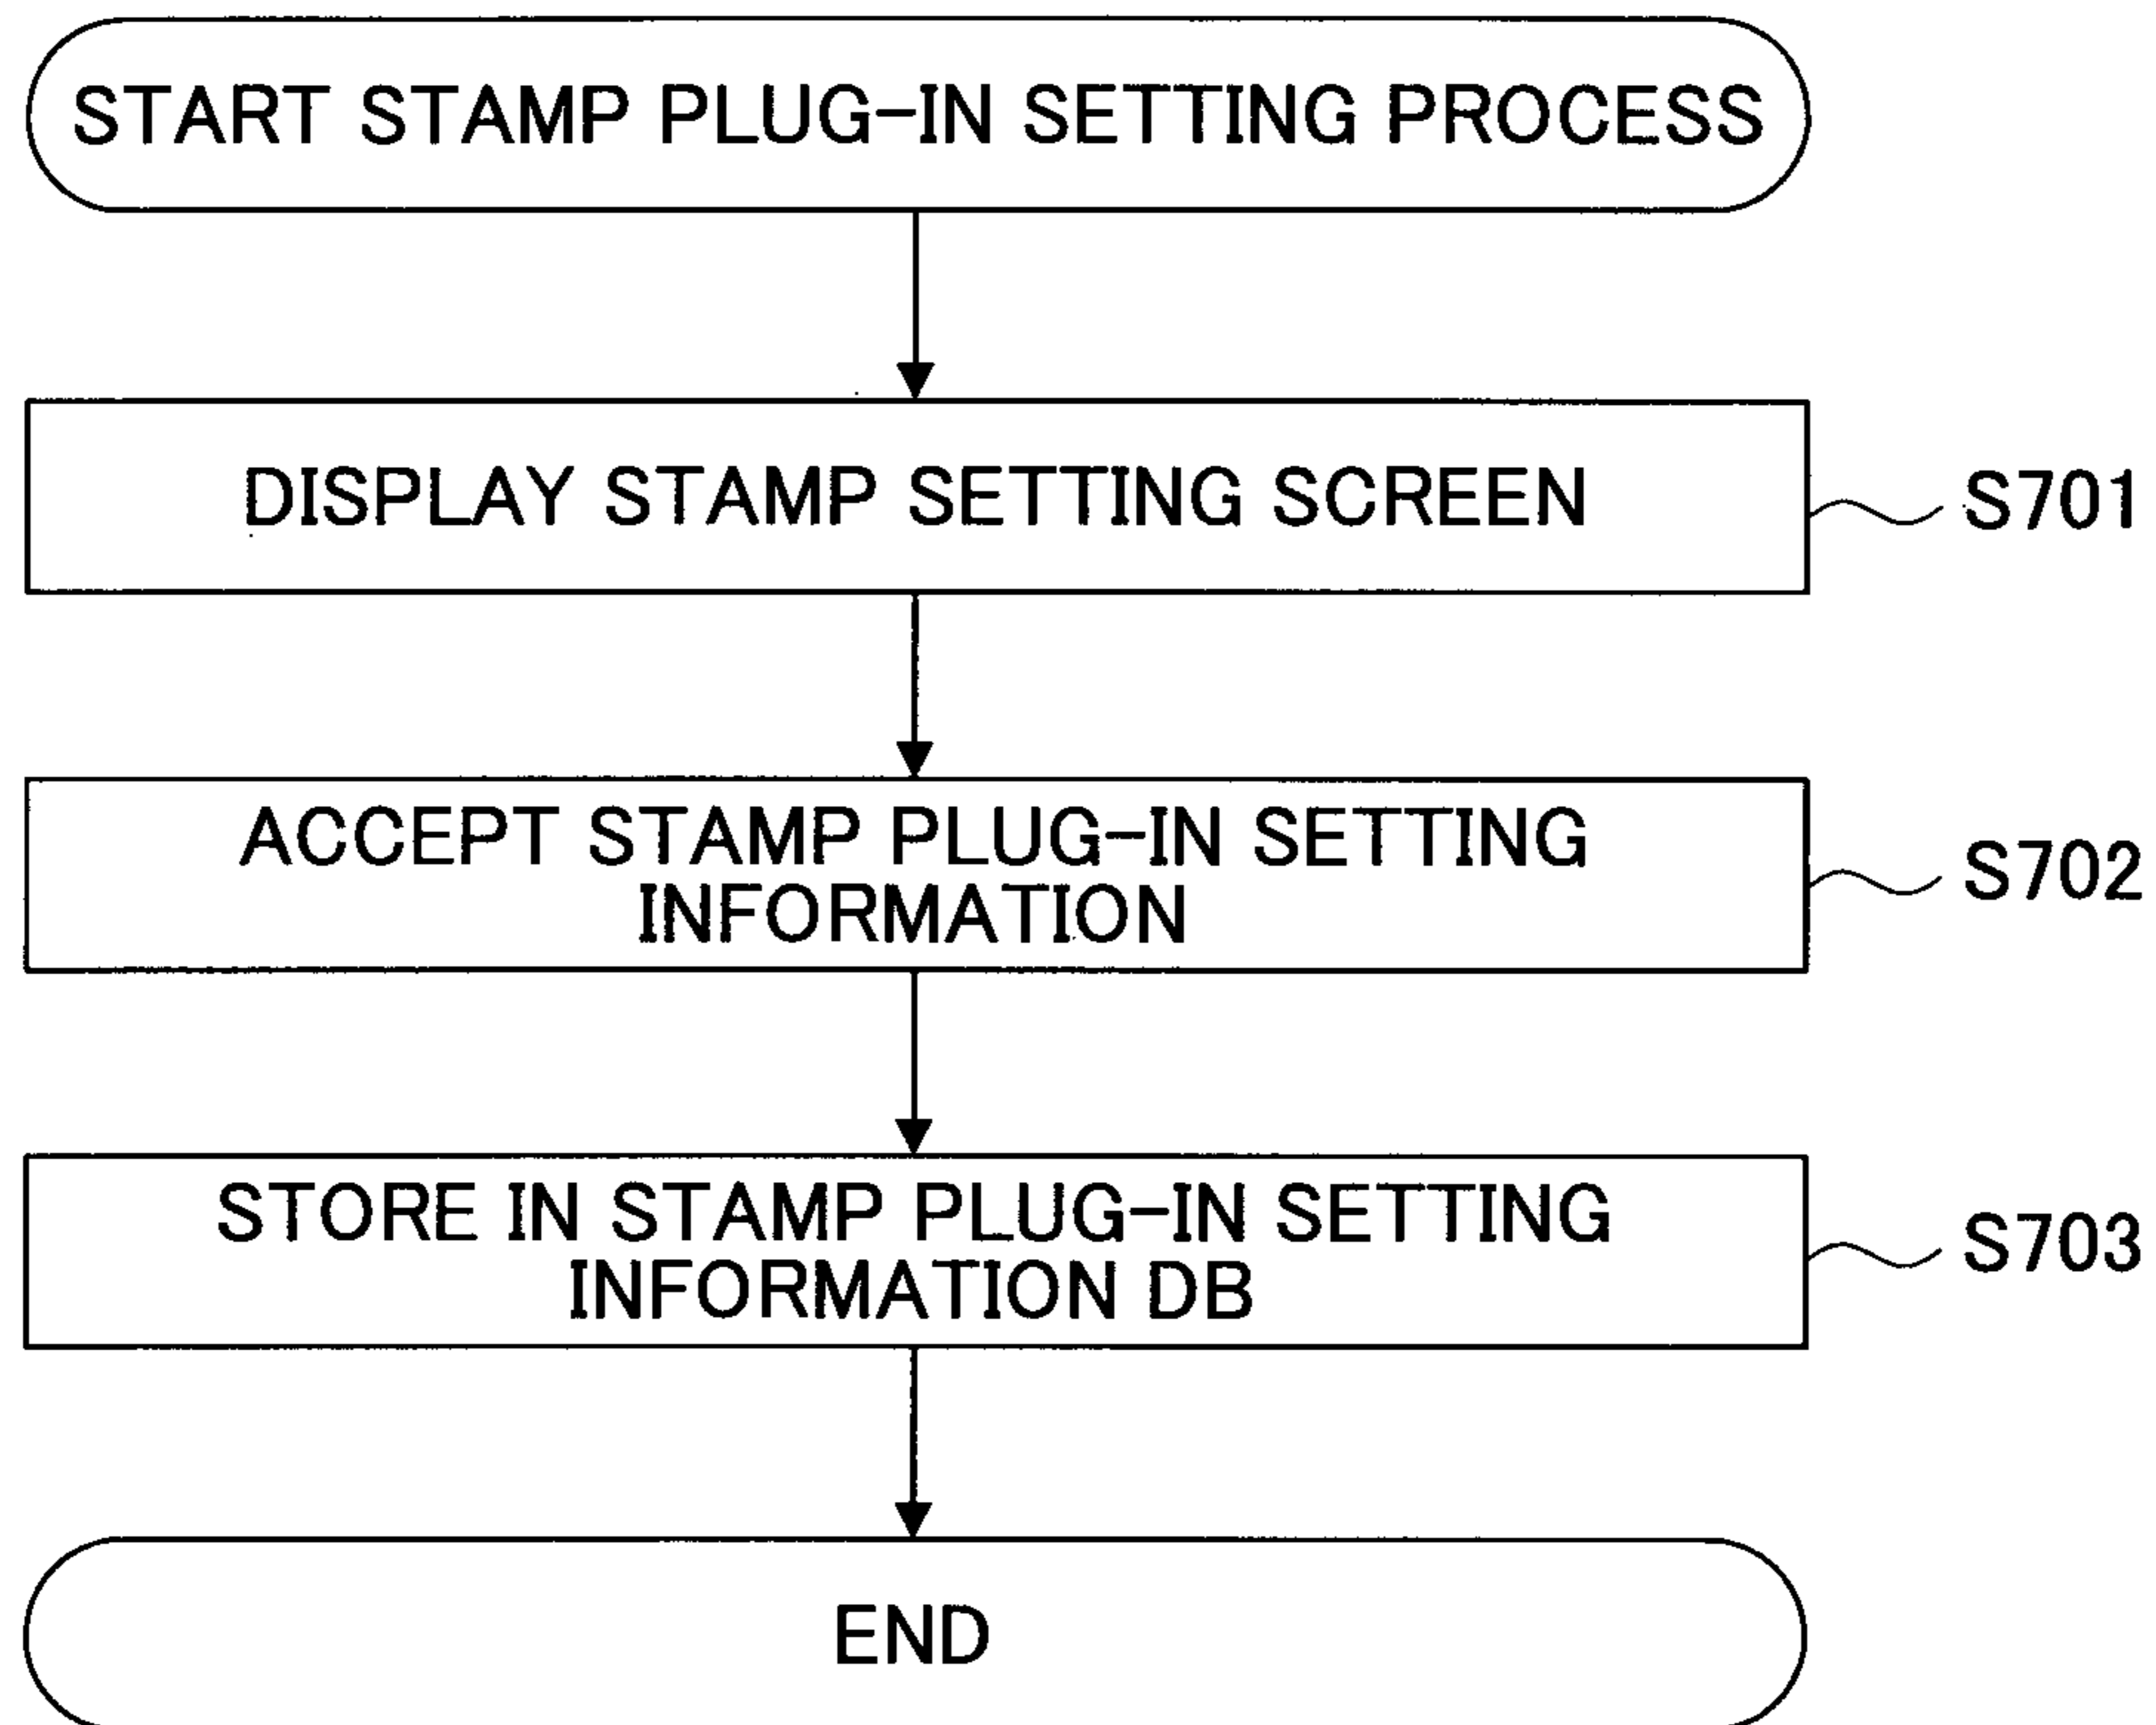 START STAMP PLUG-IN SETTING PROCESS
DISPLAY STAMP SETTING SCREEN
S701
ACCEPT STAMP PLUG-IN SETTING
INFORMATION
S702
STORE IN STAMP PLUG-IN SETTING
INFORMATION DB
S703
END